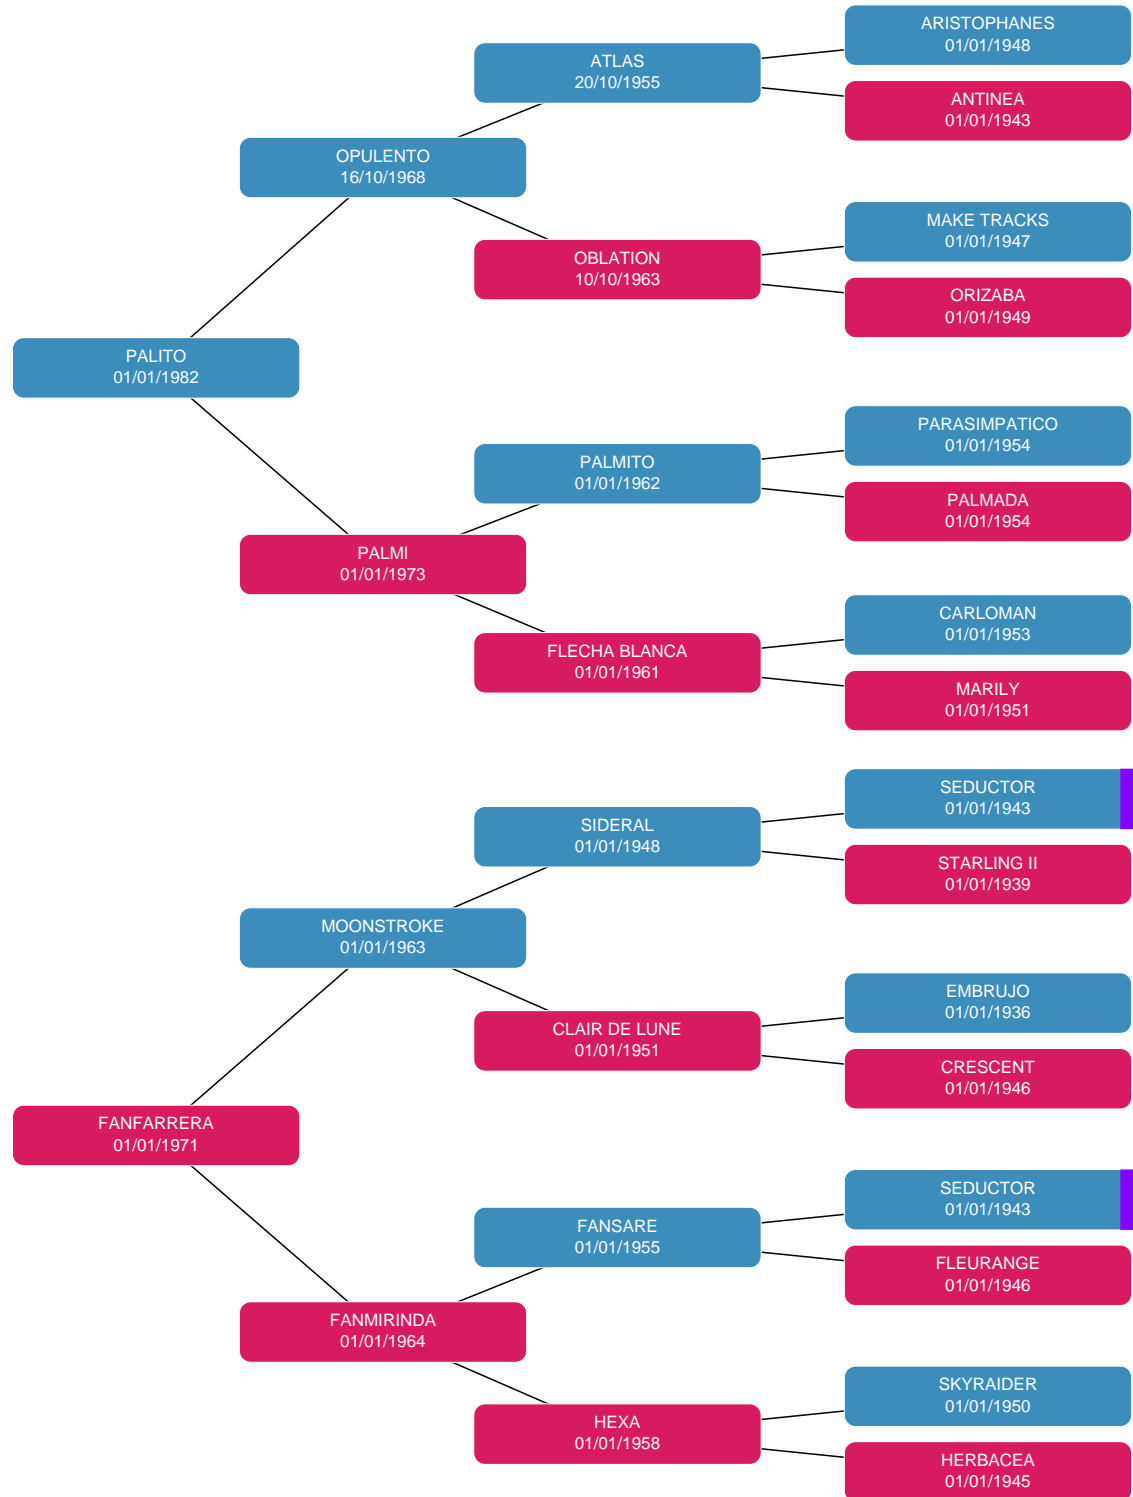 ARISTOPHANES
01/01/1948
ATLAS
20/10/1955
ANTINEA
01/01/1943
OPULENTO
16/10/1968
MAKE TRACKS
01/01/1947
OBLATION
10/10/1963
ORIZABA
01/01/1949
PALITO
01/01/1982
PARASIMPATICO
01/01/1954
PALMITO
01/01/1962
PALMADA
01/01/1954
PALMI
01/01/1973
CARLOMAN
01/01/1953
FLECHA BLANCA
01/01/1961
MARILY
01/01/1951
SEDUCTOR
01/01/1943
SIDERAL
01/01/1948
STARLING II
01/01/1939
MOONSTROKE
01/01/1963
EMBRUJO
01/01/1936
CLAIR DE LUNE
01/01/1951
CRESCENT
01/01/1946
FANFARRERA
01/01/1971
SEDUCTOR
01/01/1943
FANSARE
01/01/1955
FLEURANGE
01/01/1946
FANMIRINDA
01/01/1964
SKYRAIDER
01/01/1950
HEXA
01/01/1958
HERBACEA
01/01/1945